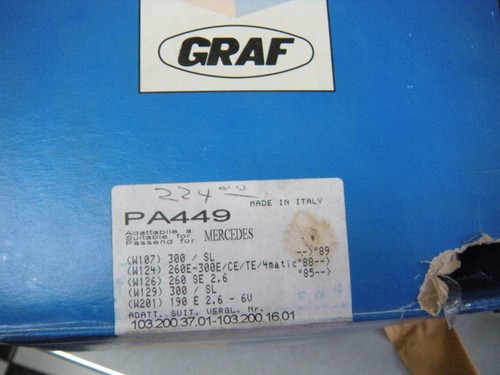 GRAF
224.00
MADE IN ITALY
PA449
Adattabile a
Suitable for
Passend für. MERCEDES
(W107) 300 / SL -->*89
(W124) 260E-300E/CE/TE/4matic*88-->
(W126) 260 SE 2.6 *85-->
(W129) 300 / SL
(W201) 190 E 2.6 - 6V
ADATT. SUIT. VERGL. Nr.
103.200.37.01-103.200.16.01